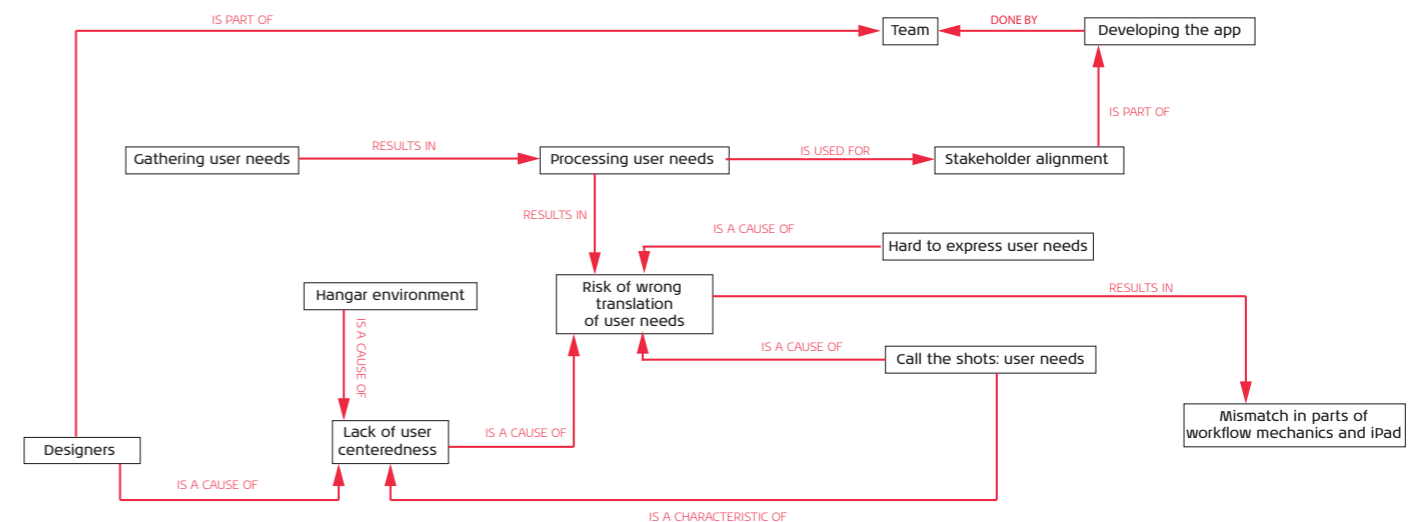 IS PART OF
Team
DONE BY
Developing the app
IS PART OF
Gathering user needs
RESULTS IN
Processing user needs
IS USED FOR
Stakeholder alignment
RESULTS IN
IS A CAUSE OF
Hard to express user needs
Hangar environment
Risk of wrong
translation
of user needs
RESULTS IN
IS A CAUSE OF
IS A CAUSE OF
Call the shots: user needs
Mismatch in parts of
workflow mechanics and iPad
Designers
Lack of user
centeredness
IS A CAUSE OF
IS A CAUSE OF
IS A CHARACTERISTIC OF